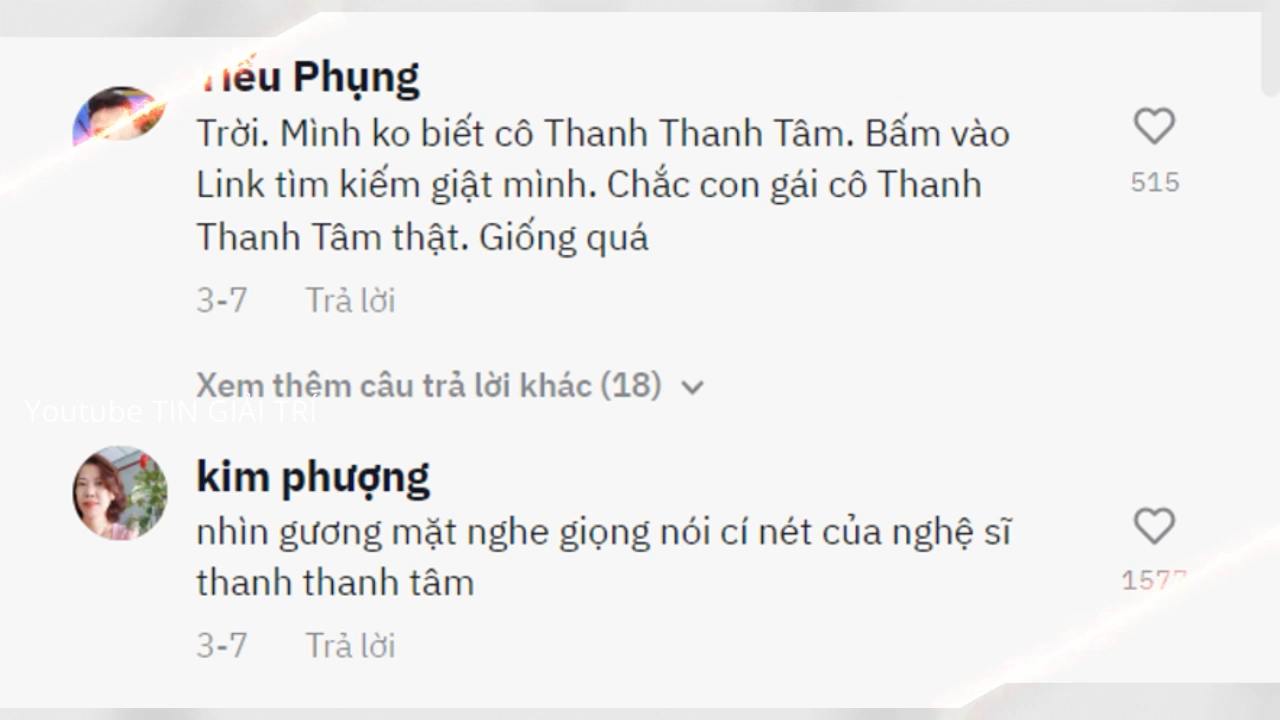 Phụng
Trời. Mình ko biết cô Thanh Thanh Tâm. Bấm vào
Link tìm kiếm giật mình. Chắc con gái cô Thanh
Thanh Tâm thật. Giống quá
515
3-7 Trả lời
Xem thêm câu trả lời khác (18)
Youtube TIN GIẢI TRÍ
kim phượng
nhìn gương mặt nghe giọng nói cí nét của nghệ sĩ
thanh thanh tâm
1577
3-7 Trả lời